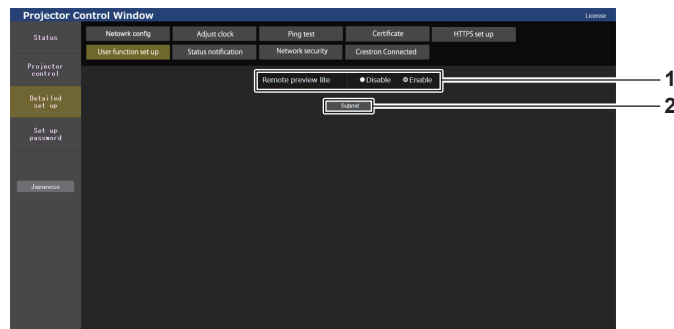 Projector Control Window
License
Status
Netowrk config
Adjust clock
Ping test
Certificate
HTTPS set up
User function set up
Status notification
Network security
Crestron Connected
Projector
control
Remote preview lite
Disable
Enable
1
Detailed
set up
Submit
2
Set up
password
Japanese